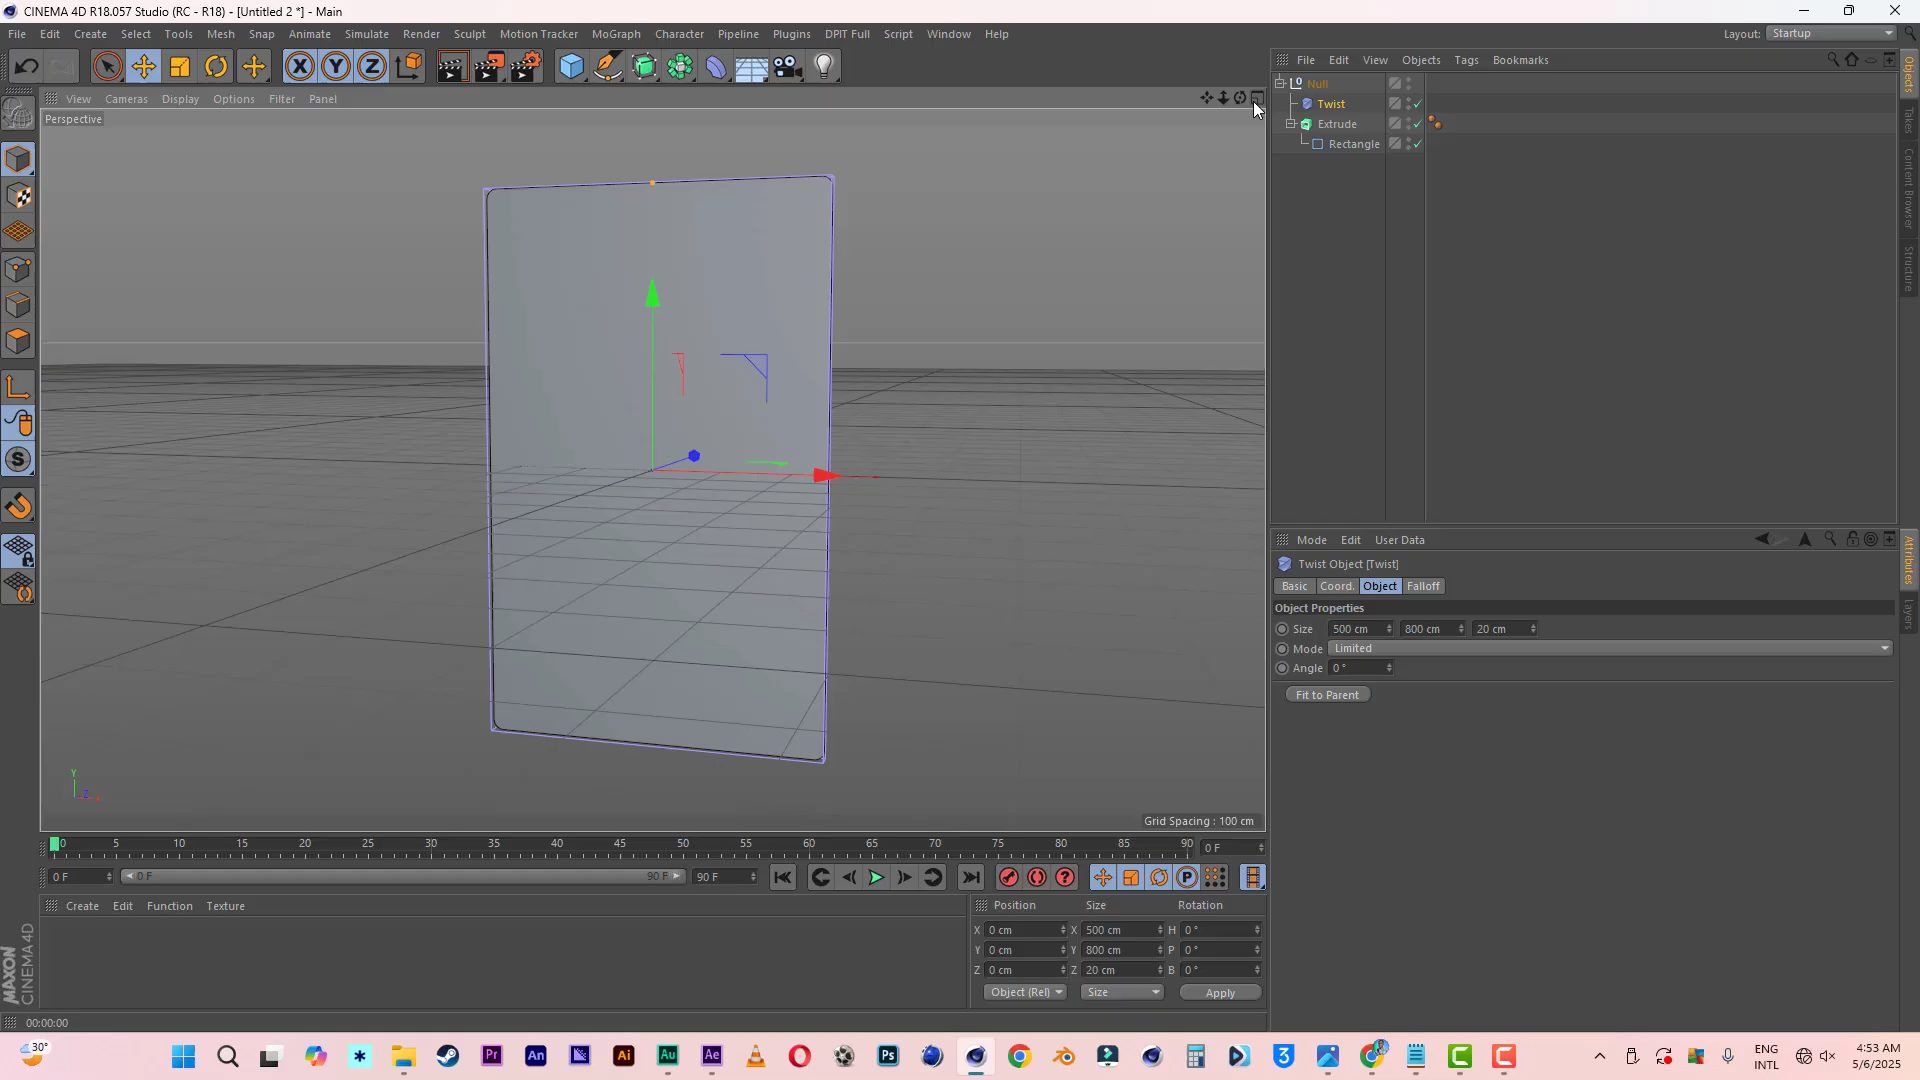 CINEMA 4D R18.057 Studio (RC - R18) - [Untitled 2 *] - Main
File Edit Create Select Tools Mesh Snap Animate Simulate Render Sculpt Motion Tracker MoGraph Character Pipeline Plugins DPIT Full Script Window Help
Layout: Startup
X Y Z
File Edit View Objects Tags Bookmarks
View Cameras Display Options Filter Panel
Perspective
Null
Twist
Extrude
Rectangle
Objects
Takes
Content Browser
Structure
Mode Edit User Data
Twist Object [Twist]
Basic Coord. Object Falloff
Object Properties
Size 500 cm 800 cm 20 cm
Mode Limited
Angle 0 °
Fit to Parent
Attributes
Layers
Y
Grid Spacing : 100 cm
0 5 10 15 20 25 30 35 40 45 50 55 60 65 70 75 80 85 90 0 F
0 F 0 F 90 F 90 F
Create Edit Function Texture
Position Size Rotation
X 0 cm X 500 cm H 0 °
Y 0 cm Y 800 cm P 0 °
Z 0 cm Z 20 cm B 0 °
Object (Rel) Size Apply
MAXON
CINEMA 4D
00:00:00
30°
ENG
INTL
4:53 AM
5/6/2025